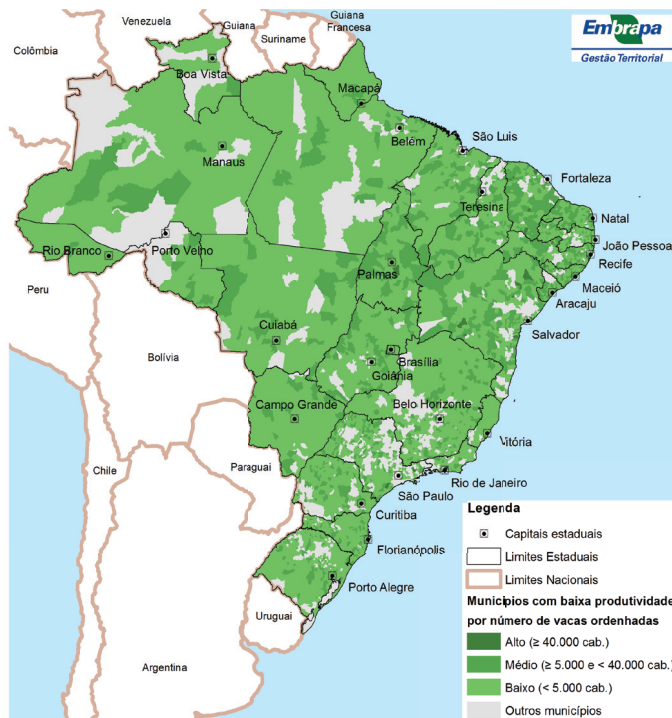 Venezuela
Guiana
Guiana
Francesa
Suriname
Colômbia
Embrapa
Gestão Territorial
Boa Vista
Macapá
Belém
São Luis
Manaus
Fortaleza
Teresina
Natal
Rio Branco
Porto Velho
João Pessoa
Palmas
Recife
Maceió
Aracaju
Peru
Cuiabá
Salvador
Brasília
Bolívia
Goiânia
Campo Grande
Belo Horizonte
Vitória
Paraguai
Chile
Rio de Janeiro
São Paulo
Curitiba
Florianópolis
Porto Alegre
Uruguai
Argentina
Legenda
Capitais estaduais
Limites Estaduais
Limites Nacionais
Municípios com baixa produtividade
por número de vacas ordenhadas
Alto (≥ 40.000 cab.)
Médio (≥ 5.000 e < 40.000 cab.)
Baixo (< 5.000 cab.)
Outros municípios